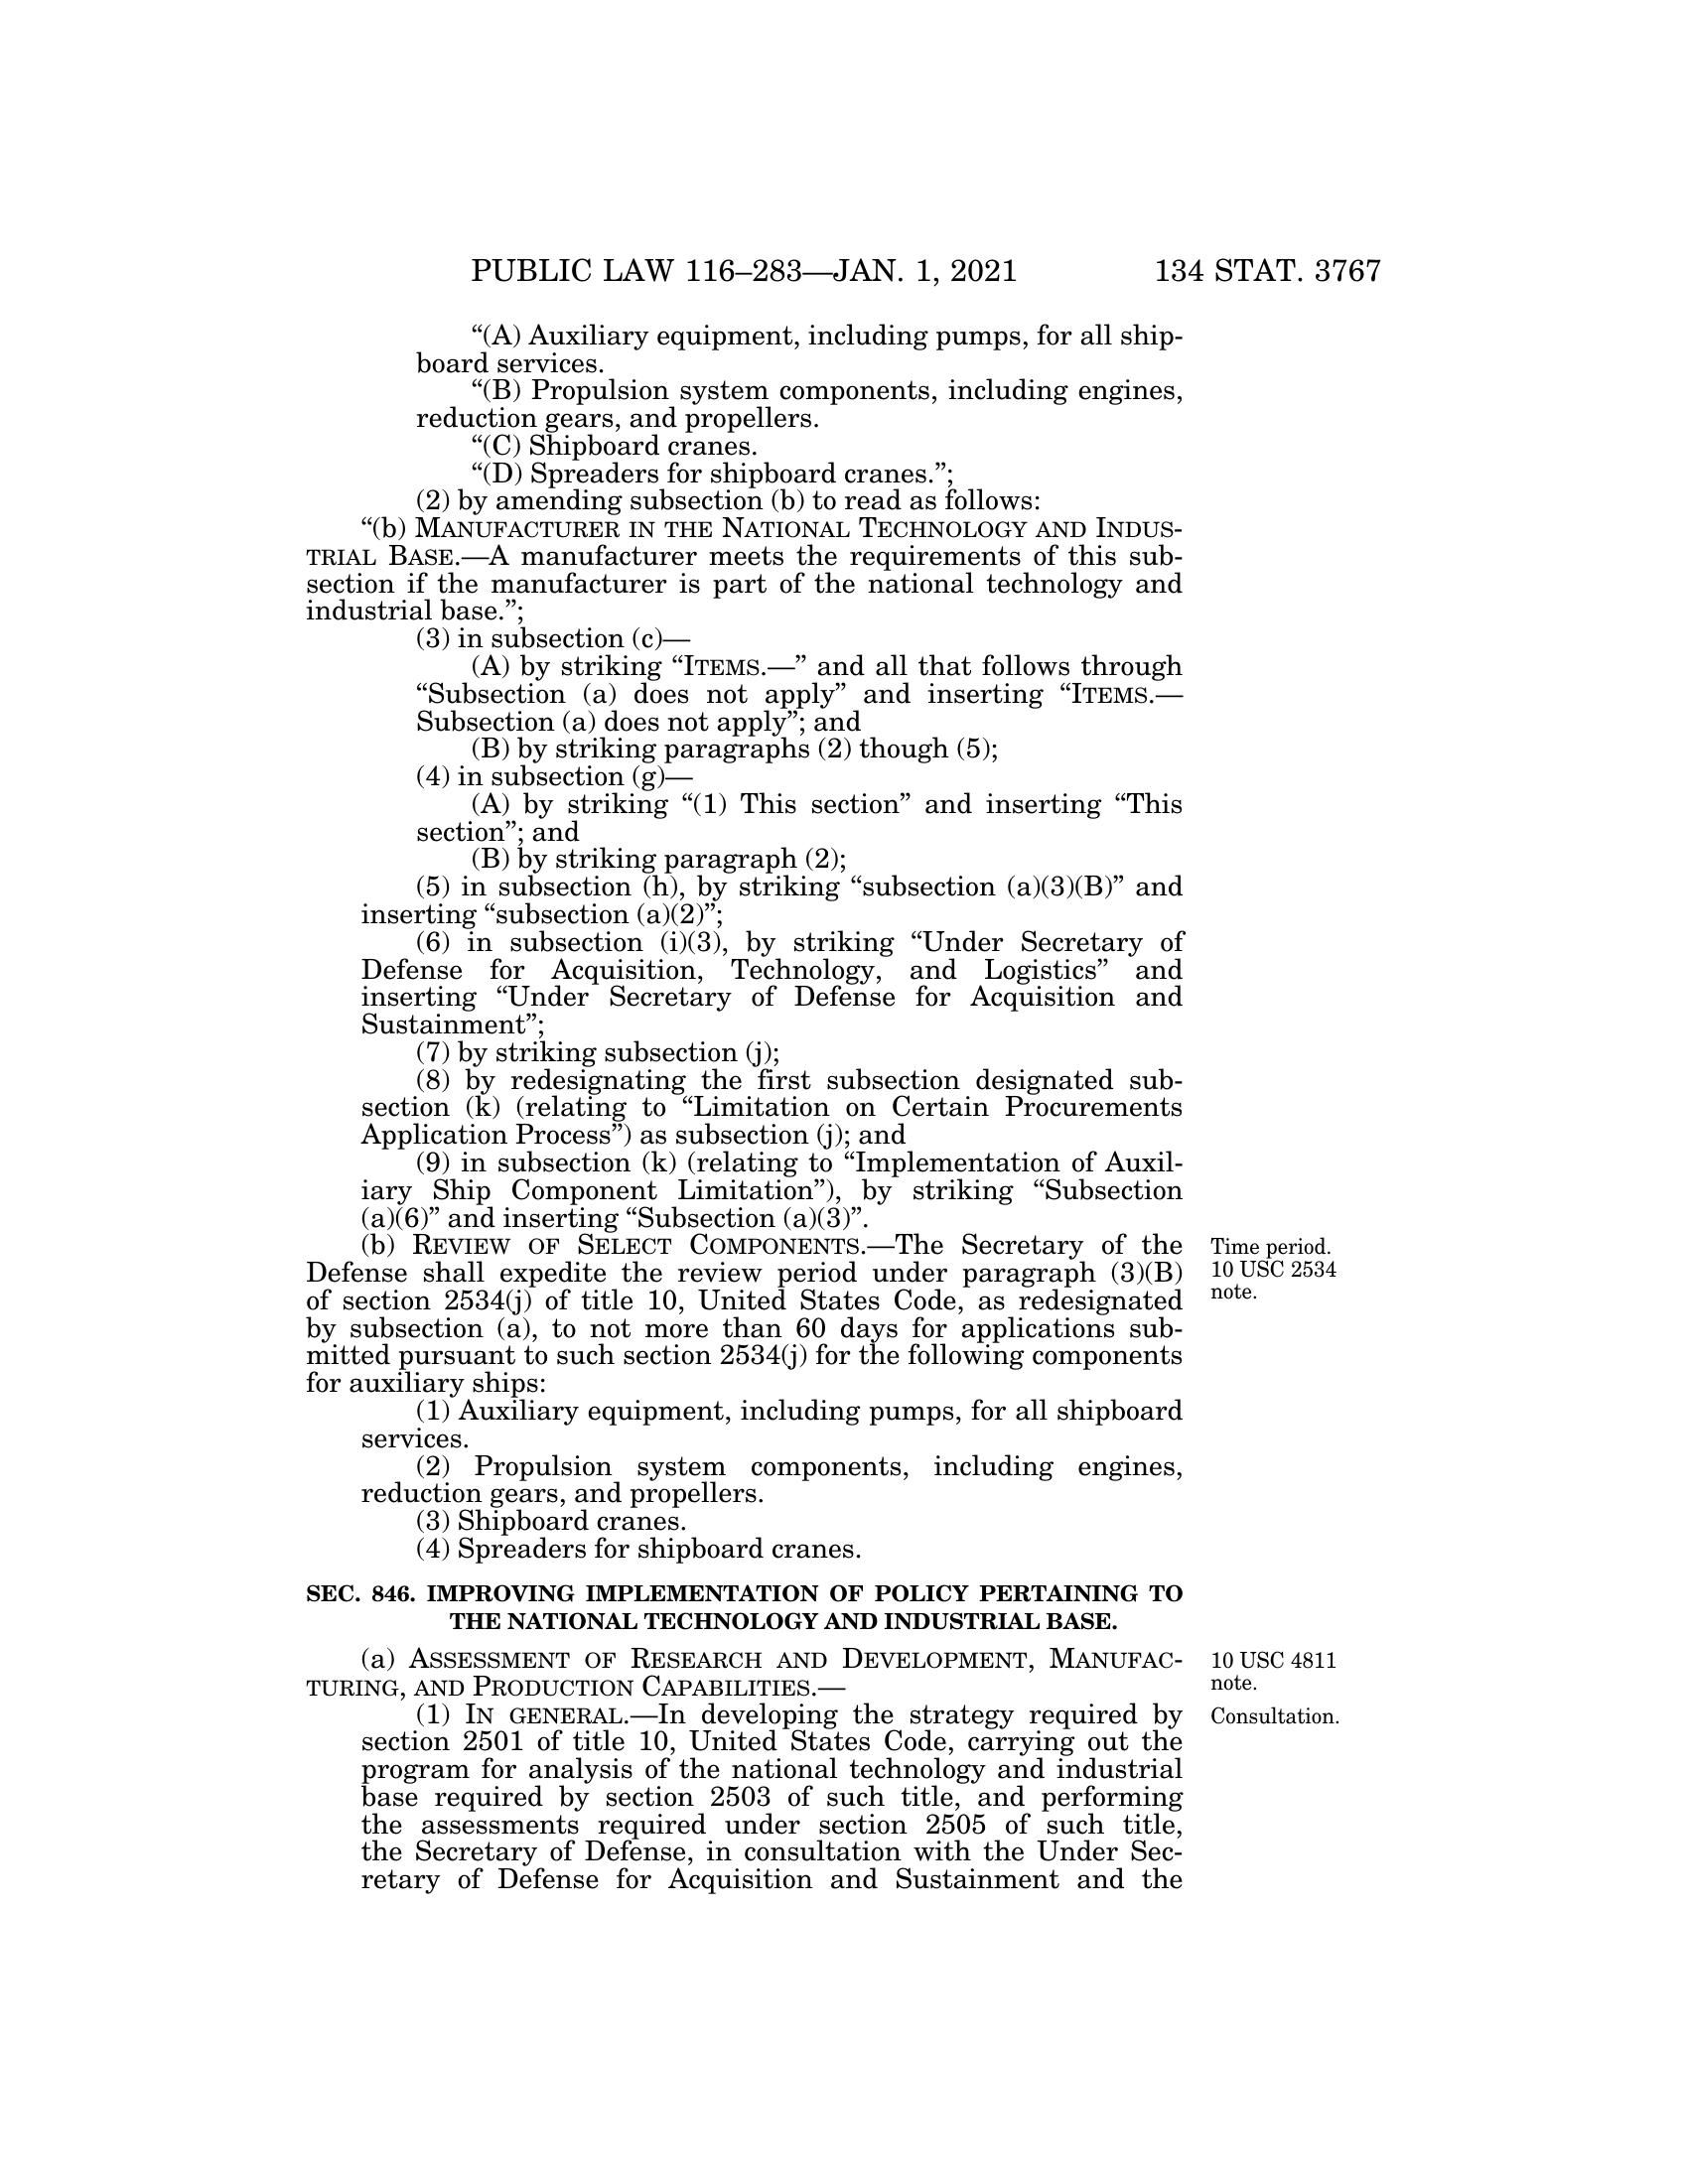 PUBLIC LAW 116–283—JAN. 1, 2021 134 STAT. 3767
“(A) Auxiliary equipment, including pumps, for all ship-
board services.
“(B) Propulsion system components, including engines,
reduction gears, and propellers.
“(C) Shipboard cranes.
“(D) Spreaders for shipboard cranes.”;
(2) by amending subsection (b) to read as follows:
“(b) MANUFACTURER IN THE NATIONAL TECHNOLOGY AND INDUS-
TRIAL BASE.—A manufacturer meets the requirements of this sub-
section if the manufacturer is part of the national technology and
industrial base.”;
(3) in subsection (c)—
(A) by striking “ITEMS.—” and all that follows through
“Subsection (a) does not apply” and inserting “ITEMS.—
Subsection (a) does not apply”; and
(B) by striking paragraphs (2) though (5);
(4) in subsection (g)—
(A) by striking “(1) This section” and inserting “This
section”; and
(B) by striking paragraph (2);
(5) in subsection (h), by striking “subsection (a)(3)(B)” and
inserting “subsection (a)(2)”;
(6) in subsection (i)(3), by striking “Under Secretary of
Defense for Acquisition, Technology, and Logistics” and
inserting “Under Secretary of Defense for Acquisition and
Sustainment”;
(7) by striking subsection (j);
(8) by redesignating the first subsection designated sub-
section (k) (relating to “Limitation on Certain Procurements
Application Process”) as subsection (j); and
(9) in subsection (k) (relating to “Implementation of Auxil-
iary Ship Component Limitation”), by striking “Subsection
(a)(6)” and inserting “Subsection (a)(3)”.
(b) REVIEW OF SELECT COMPONENTS.—The Secretary of the
Defense shall expedite the review period under paragraph (3)(B)
of section 2534(j) of title 10, United States Code, as redesignated
by subsection (a), to not more than 60 days for applications sub-
mitted pursuant to such section 2534(j) for the following components
for auxiliary ships:
(1) Auxiliary equipment, including pumps, for all shipboard
services.
(2) Propulsion system components, including engines,
reduction gears, and propellers.
(3) Shipboard cranes.
(4) Spreaders for shipboard cranes.
Time period.
10 USC 2534
note.
SEC. 846. IMPROVING IMPLEMENTATION OF POLICY PERTAINING TO
THE NATIONAL TECHNOLOGY AND INDUSTRIAL BASE.
(a) ASSESSMENT OF RESEARCH AND DEVELOPMENT, MANUFAC-
TURING, AND PRODUCTION CAPABILITIES.—
(1) IN GENERAL.—In developing the strategy required by
section 2501 of title 10, United States Code, carrying out the
program for analysis of the national technology and industrial
base required by section 2503 of such title, and performing
the assessments required under section 2505 of such title,
the Secretary of Defense, in consultation with the Under Sec-
retary of Defense for Acquisition and Sustainment and the
10 USC 4811
note.
Consultation.